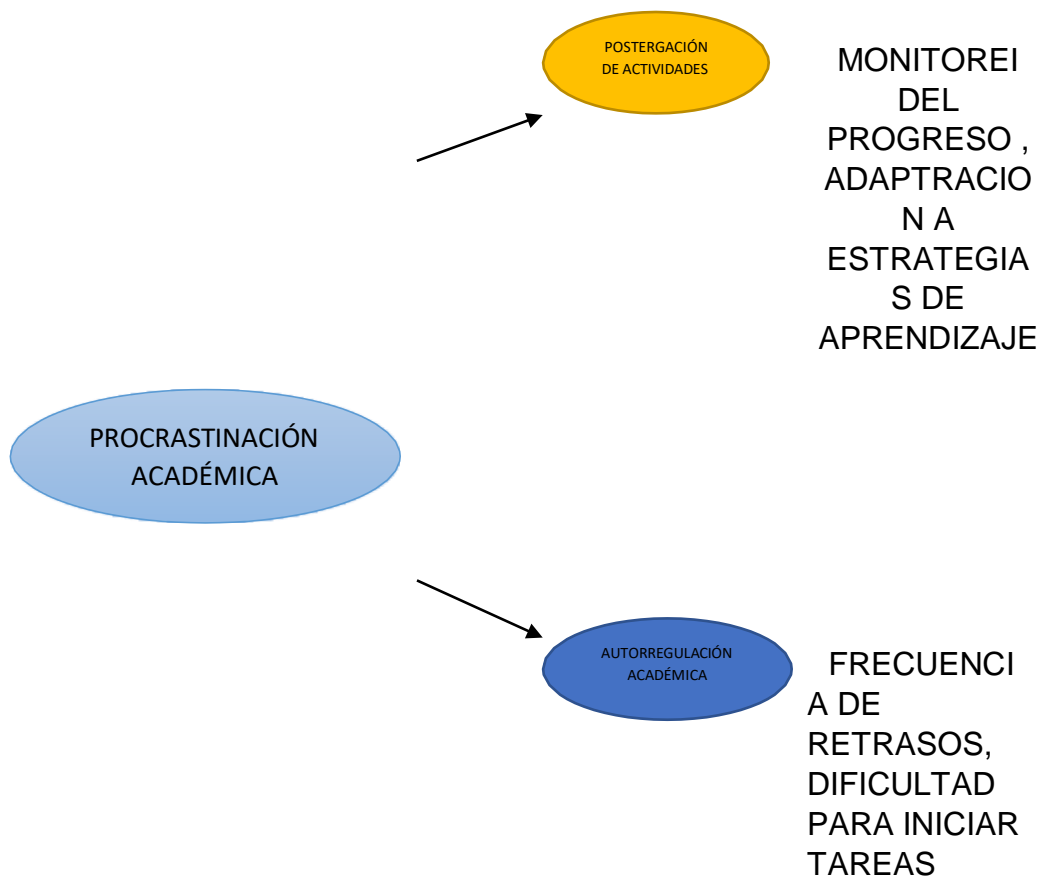 POSTERGACIÓN
DE ACTIVIDADES
MONITOREI
DEL
PROGRESO ,
ADAPTRACIO
N A
ESTRATEGIA
S DE
APRENDIZAJE
PROCRASTINACIÓN
ACADÉMICA
AUTORREGULACIÓN
ACADÉMICA
FRECUENCI
A DE
RETRASOS,
DIFICULTAD
PARA INICIAR
TAREAS